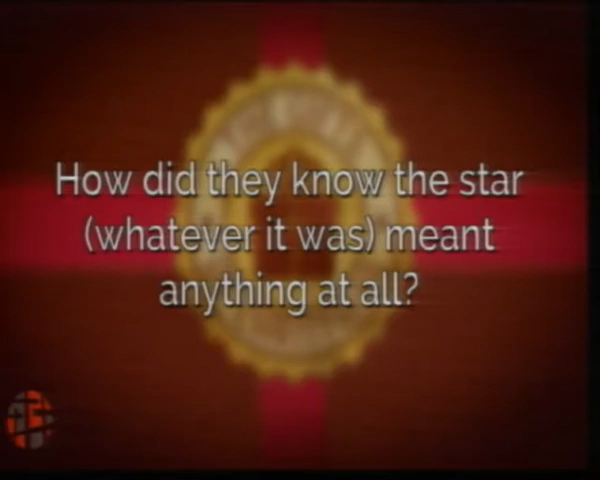 How did they know the star
(whatever it was) meant
anything at all?